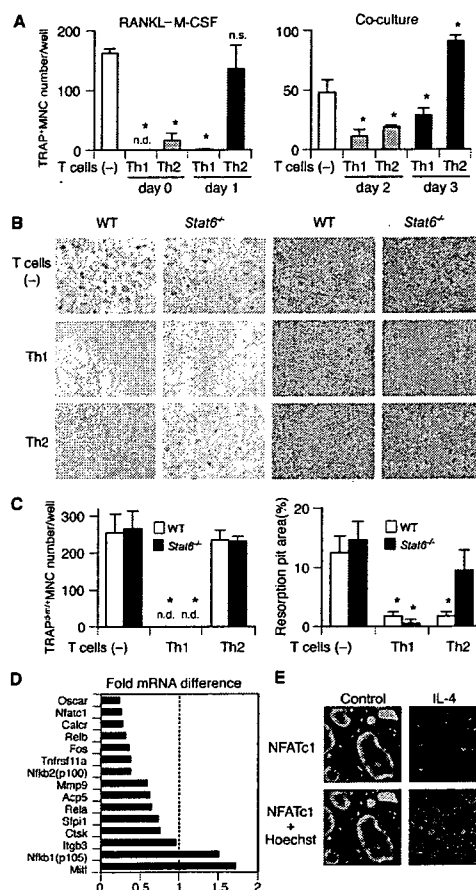 A
RANKL–M-CSF
Co-culture
TRAP⁺MNC number/well
200
100
0
n.s.
*
*
*
n.d.
T cells (–)
Th1
Th2
Th1
Th2
day 0
day 1
100
50
0
*
*
*
*
T cells (–)
Th1
Th2
Th1
Th2
day 2
day 3
B
WT
Stat6⁻/⁻
WT
Stat6⁻/⁻
T cells
(–)
Th1
Th2
C
300
200
100
0
WT
Stat6⁻/⁻
*
*
n.d.
n.d.
T cells (–)
Th1
Th2
Resorption pit area(%)
20
15
10
5
0
WT
Stat6⁻/⁻
*
*
*
T cells (–)
Th1
Th2
D
Fold mRNA difference
Oscar
Nfatc1
Calcr
Relb
Fos
Tnfrsf11a
Nfkb2(p100)
Mmp9
Acp5
Rela
Sfpi1
Ctsk
Itgb3
Nfkb1(p105)
Mitf
0
0.5
1
1.5
2
E
Control
IL-4
NFATc1
NFATc1
+
Hoechst